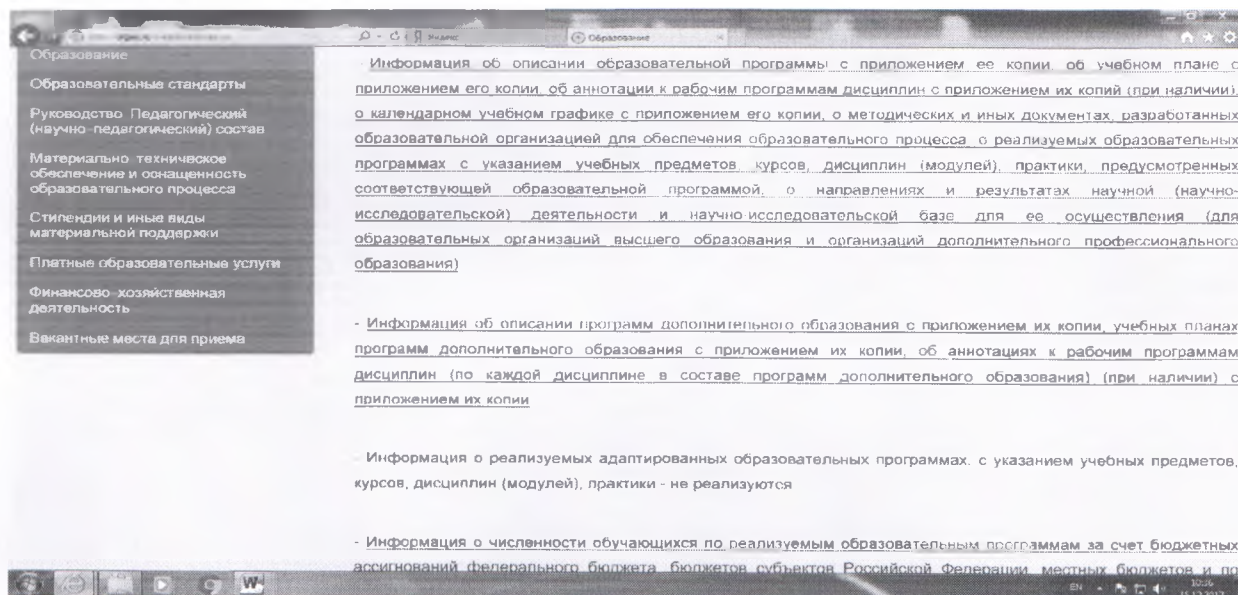 Яндекс
Образование
Образование
Образовательные стандарты
Руководство Педагогический
(научно-педагогический) состав
Материально техническое
обеспечение и оснащенность
образовательного процесса
Стипендии и иные виды
материальной поддержки
Платные образовательные услуги
Финансово хозяйственная
деятельность
Вакантные места для приема
Информация об описании образовательной программы с приложением ее копии, об учебном плане с
приложением его копии, об аннотации к рабочим программам дисциплин с приложением их копий (при наличии),
о календарном учебном графике с приложением его копии, о методических и иных документах, разработанных
образовательной организацией для обеспечения образовательного процесса о реализуемых образовательных
программах с указанием учебных предметов курсов, дисциплин (модулей), практики, предусмотренных
соответствующей образовательной программой, о направлениях и результатах научной (научно-
исследовательской) деятельности и научно исследовательской базе для ее осуществления (для
образовательных организаций высшего образования и организаций дополнительного профессионального
образования)
- Информация об описании программ дополнительного образования с приложением их копии, учебных планах
программ дополнительного образования с приложением их копии, об аннотациях к рабочим программам
дисциплин (по каждой дисциплине в составе программ дополнительного образования) (при наличии) с
приложением их копии
Информация о реализуемых адаптированных образовательных программах. с указанием учебных предметов,
курсов, дисциплин (модулей), практики - не реализуются
- Информация о численности обучающихся по реализуемым образовательным программам за счет бюджетных
ассигнований федерального бюджета бюджетов субъектов Российской Федерации местных бюджетов и по
EN